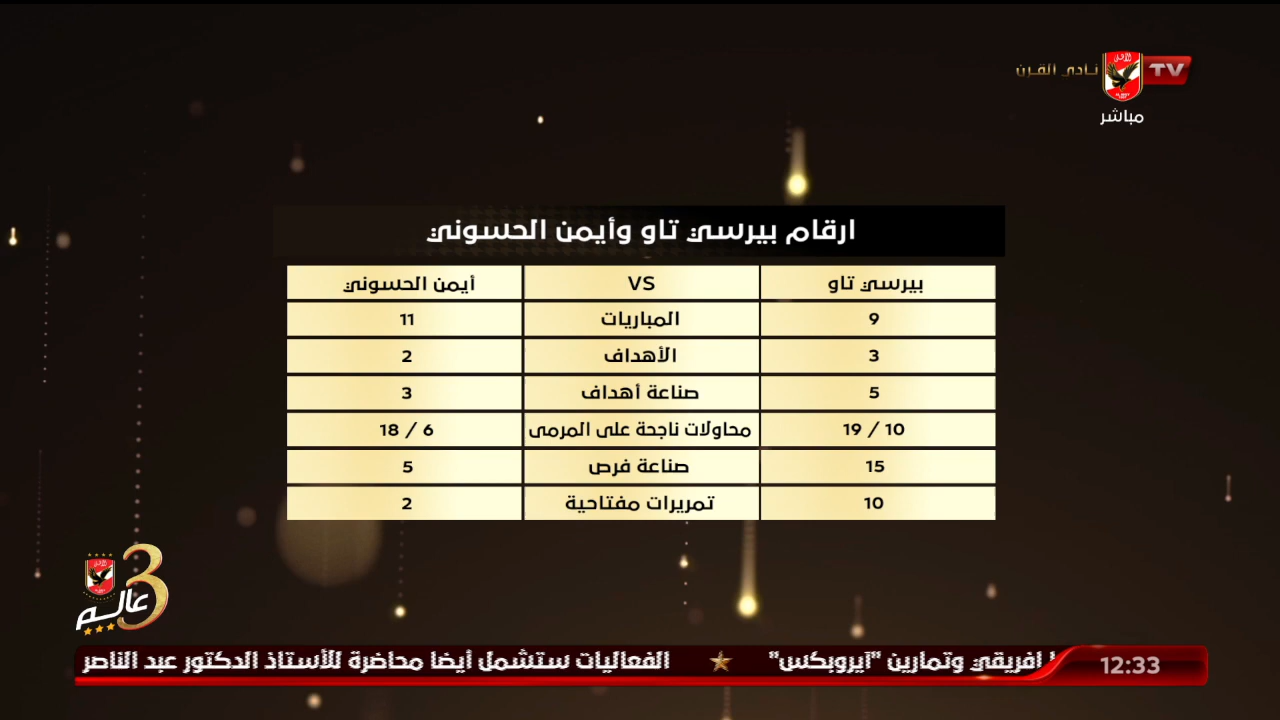 نادي القرن TV
مباشر
ارقام بيرسي تاو وأيمن الحسوني
بيرسي تاو VS أيمن الحسوني
9 المباريات 11
3 الأهداف 2
5 صناعة أهداف 3
19 / 10 محاولات ناجحة على المرمى 18 / 6
15 صناعة فرص 5
10 تمريرات مفتاحية 2
3 عالم
12:33 افريقي وتمارين "ايروبكس" الفعاليات ستشمل أيضا محاضرة للأستاذ الدكتور عبد الناصر